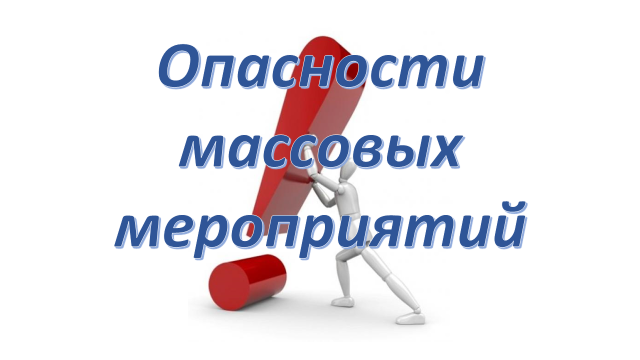 Опасности
массовых
мероприятий